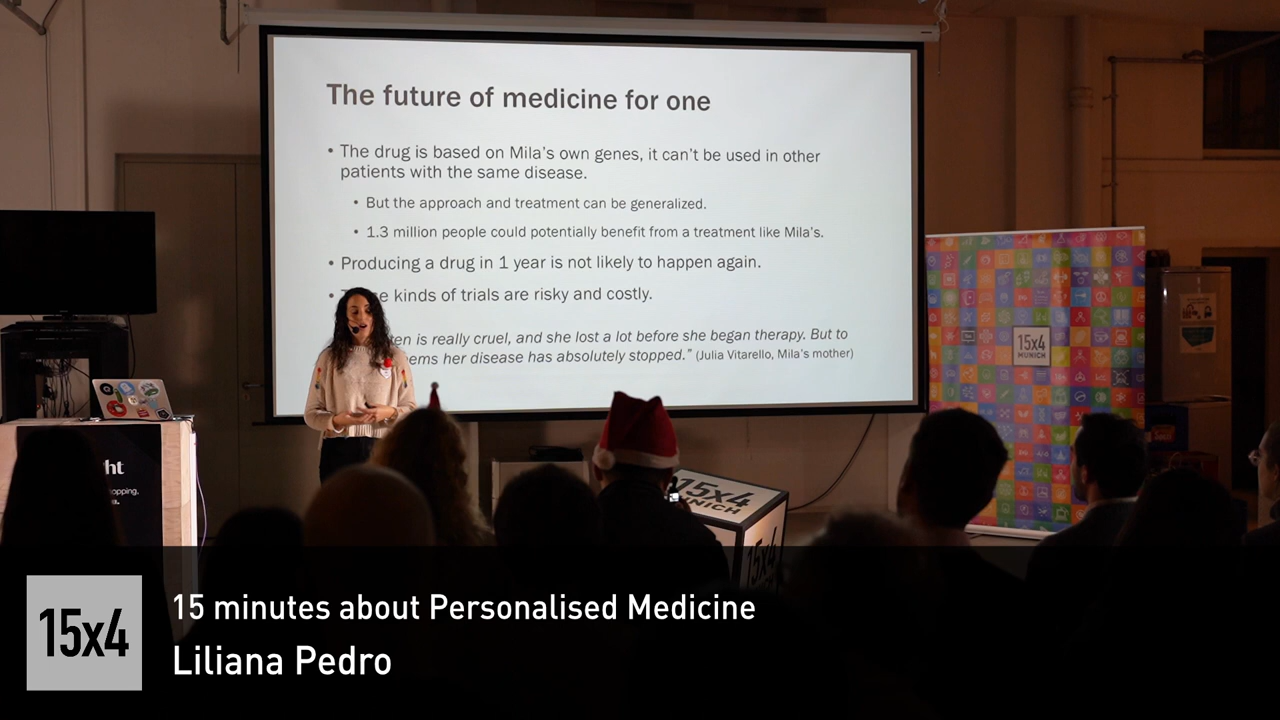 The future of medicine for one
• The drug is based on Mila's own genes, it can't be used in other
patients with the same disease.
• But the approach and treatment can be generalized.
• 1.3 million people could potentially benefit from a treatment like Mila's.
• Producing a drug in 1 year is not likely to happen again.
• kinds of trials are risky and costly.
is really cruel, and she lost a lot before she began therapy. But to
her disease has absolutely stopped." (Julia Vitarello, Mila's mother)
15x4
MUNICH
15x4
MUNICH
15x4
15x4
15 minutes about Personalised Medicine
Liliana Pedro